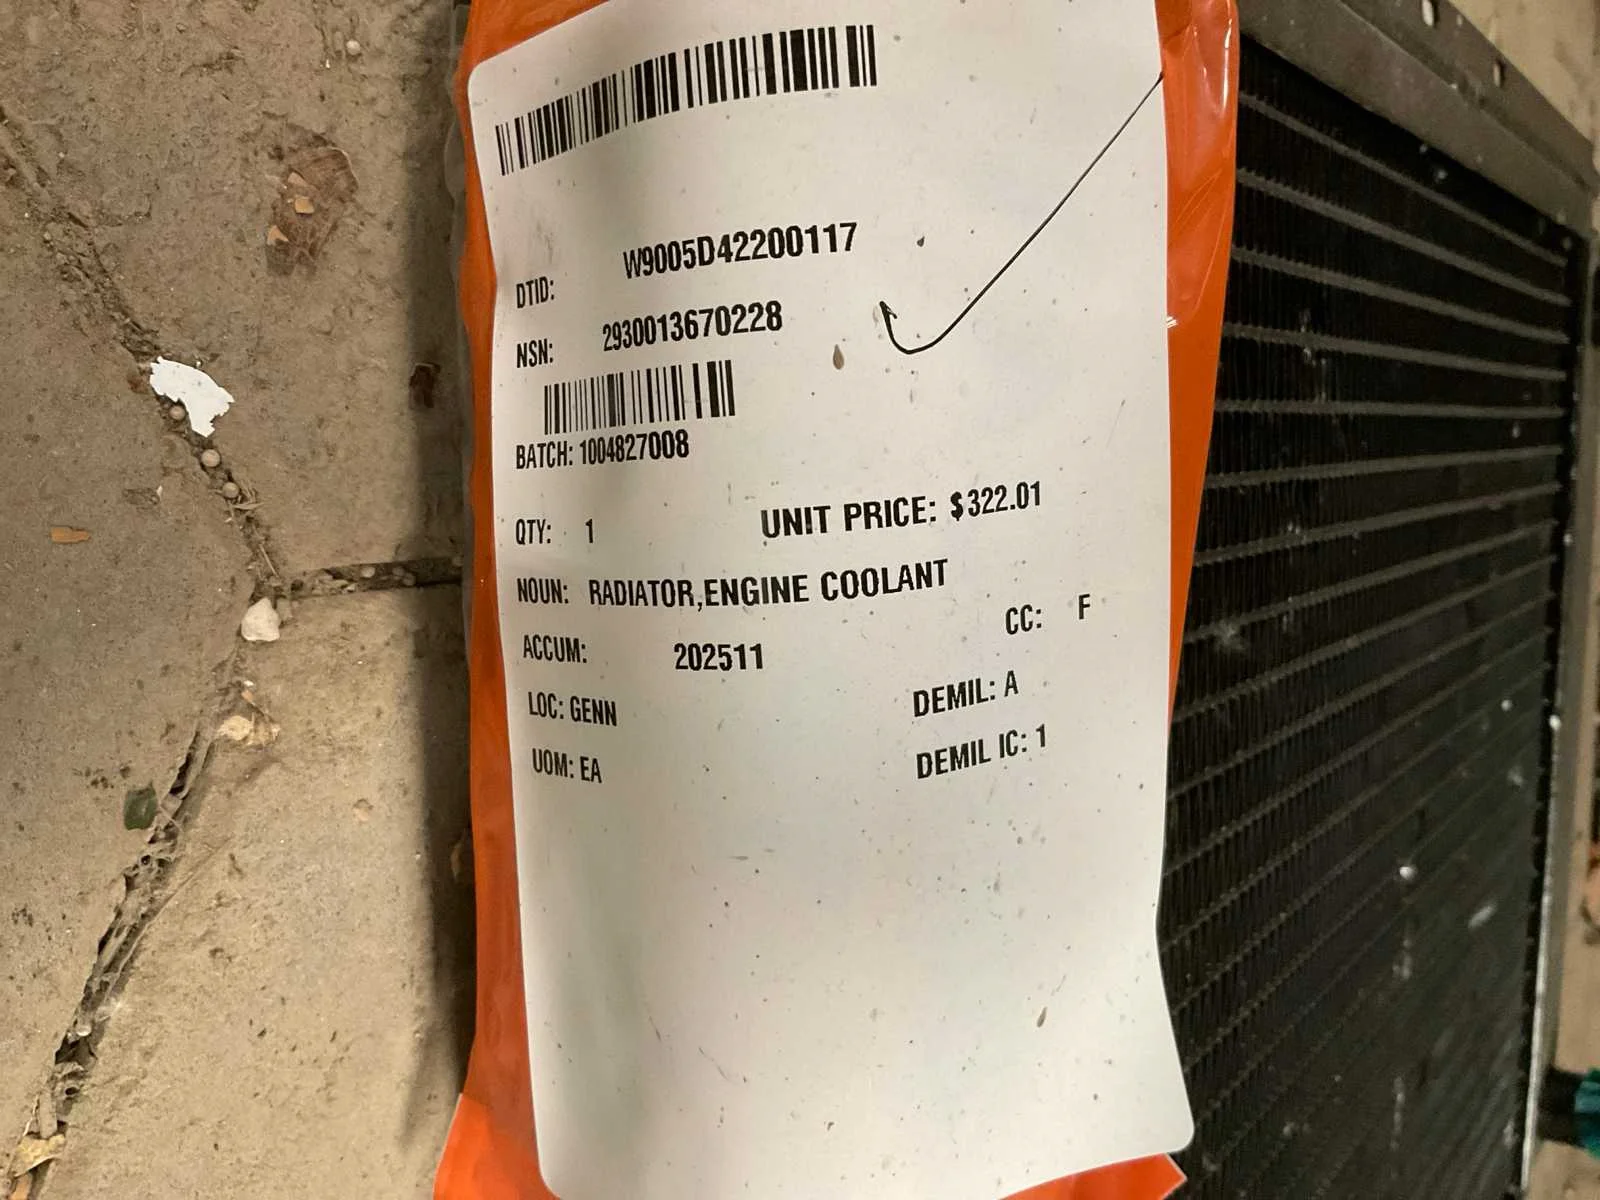 DTID: W9005D42200117
NSN: 2930013670228
BATCH: 1004827008
QTY: 1 UNIT PRICE: $322.01
NOUN: RADIATOR,ENGINE COOLANT
CC: F
ACCUM: 202511
LOC: GENN DEMIL: A
UOM: EA DEMIL IC: 1